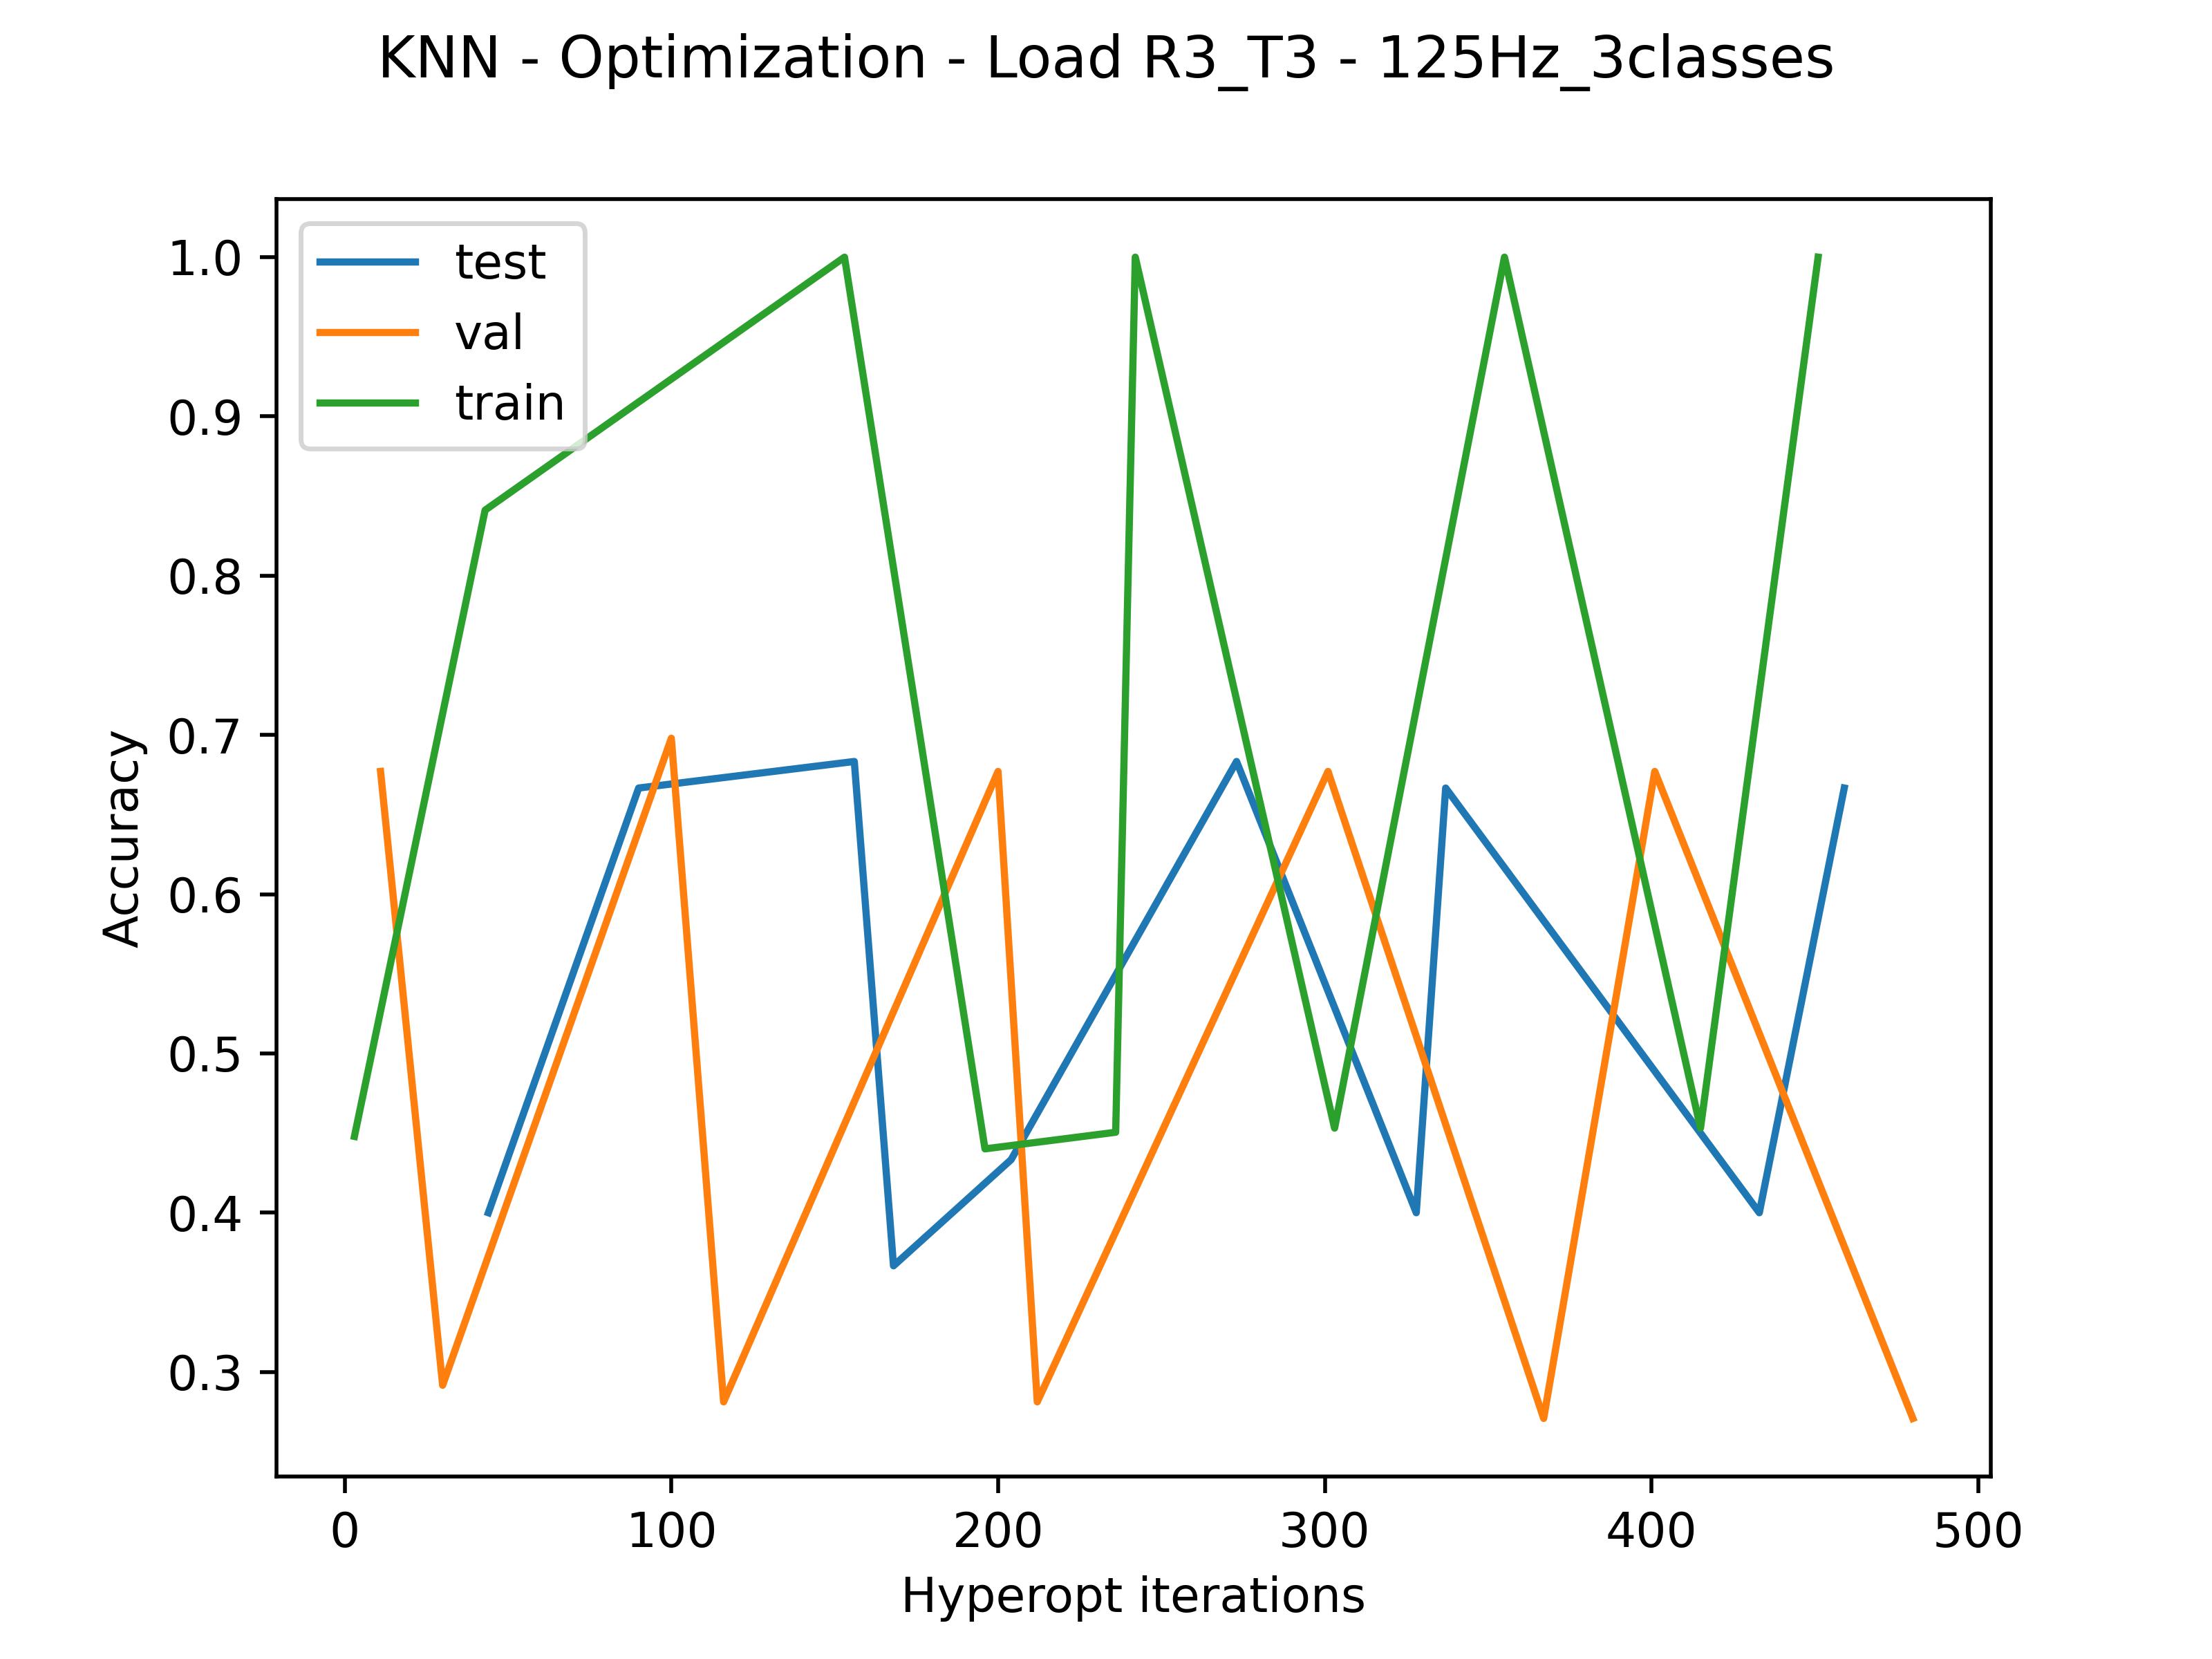 KNN - Optimization - Load R3_T3 - 125Hz_3classes
test
val
train
1.0
0.9
0.8
0.7
0.6
0.5
0.4
0.3
Accuracy
0 100 200 300 400 500
Hyperopt iterations